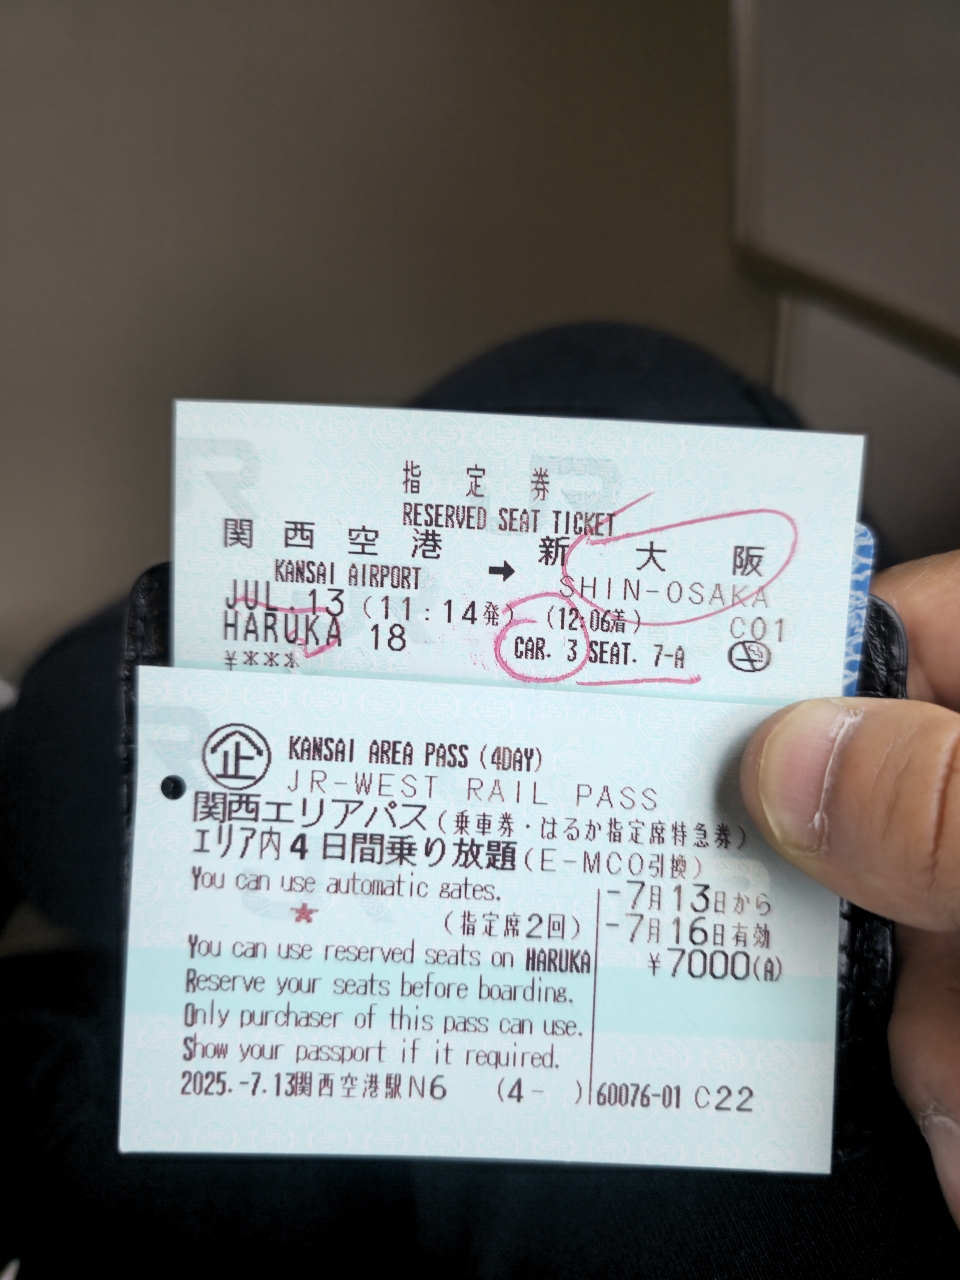 指定券
RESERVED SEAT TICKET
関西空港 ➡ 新大阪
KANSAI AIRPORT SHIN-OSAKA
JUL.13 (11:14発) (12:06着) C01
HARUKA 18 CAR. 3 SEAT. 7-A
¥***
企 KANSAI AREA PASS (4DAY)
JR-WEST RAIL PASS
関西エリアパス(乗車券・はるか指定席特急券)
エリア内4日間乗り放題(E-MCO引換)
You can use automatic gates. -7月13日から
★ (指定席2回) -7月16日有効
You can use reserved seats on HARUKA ¥7000(A)
Reserve your seats before boarding.
Only purchaser of this pass can use.
Show your passport if it required.
2025.-7.13関西空港駅N6 (4- ) 60076-01 C22